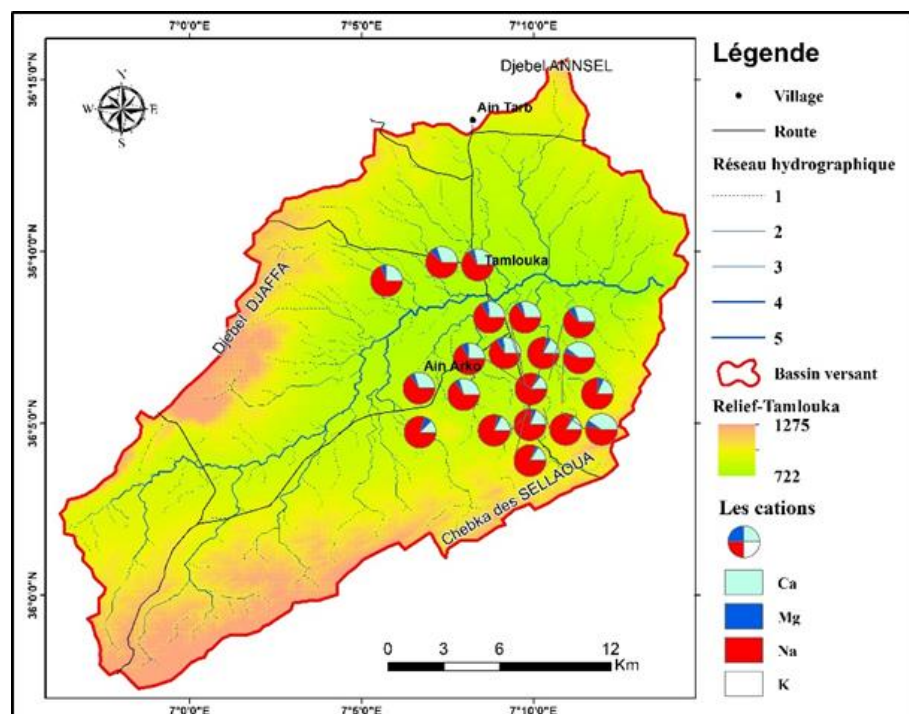 7°0'0"E 7°5'0"E 7°10'0"E
Djebel ANNSEL
36°15'0"N
N
W E
S
Ain Tarb
36°10'0"N
Tamlouka
Djebel DJAFFA
Ain Arko
36°5'0"N
Chebka des SELLAOUA
36°0'0"N
0 3 6 12
Km
7°0'0"E 7°5'0"E 7°10'0"E
Légende
Village
Route
Réseau hydrographique
1
2
3
4
5
Bassin versant
Relief-Tamlouka
1275
722
Les cations
Ca
Mg
Na
K